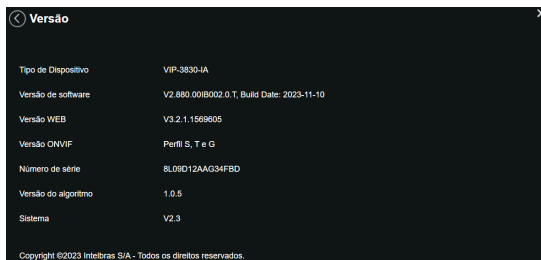 Versão
Tipo de Dispositivo VIP-3830-IA
Versão de software V2.880.00IB002.0.T, Build Date: 2023-11-10
Versão WEB V3.2.1.1569605
Versão ONVIF Perfil S, T e G
Número de série 8L09D12AAG34FBD
Versão do algoritmo 1.0.5
Sistema V2.3
Copyright ©2023 Intelbras S/A - Todos os direitos reservados.